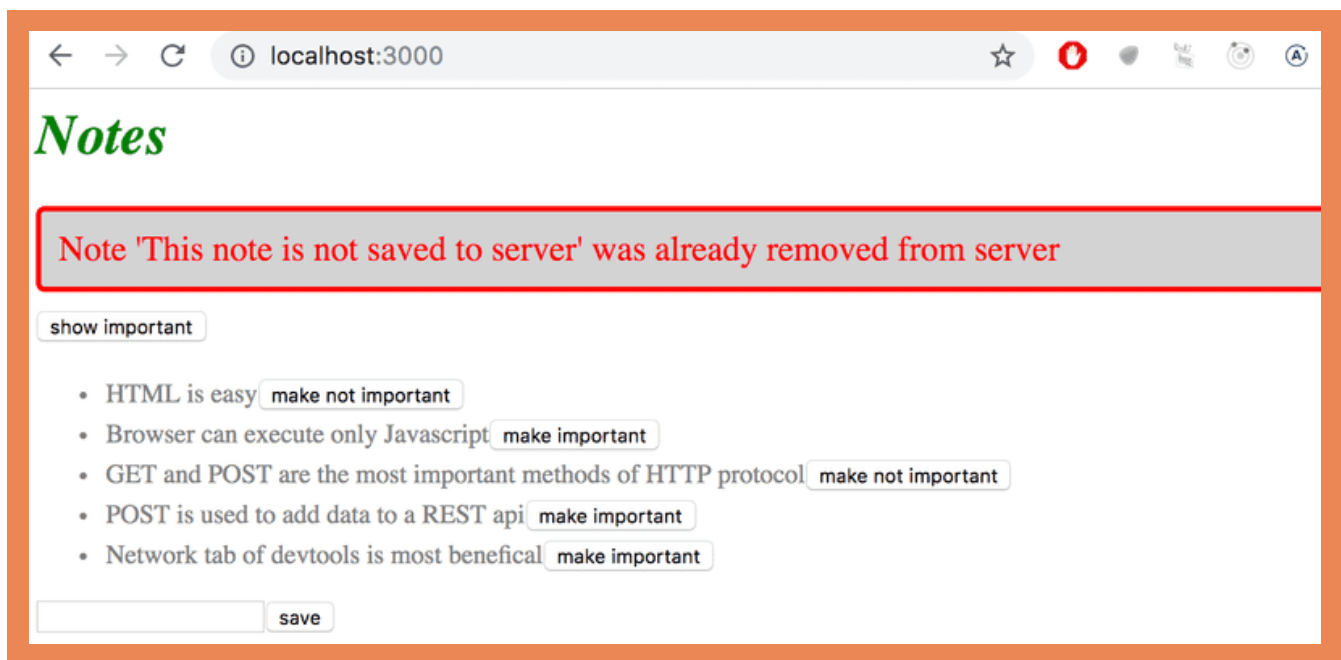 localhost:3000
Notes
Note 'This note is not saved to server' was already removed from server
show important
HTML is easy make not important
Browser can execute only Javascript make important
GET and POST are the most important methods of HTTP protocol make not important
POST is used to add data to a REST api make important
Network tab of devtools is most benefical make important
save